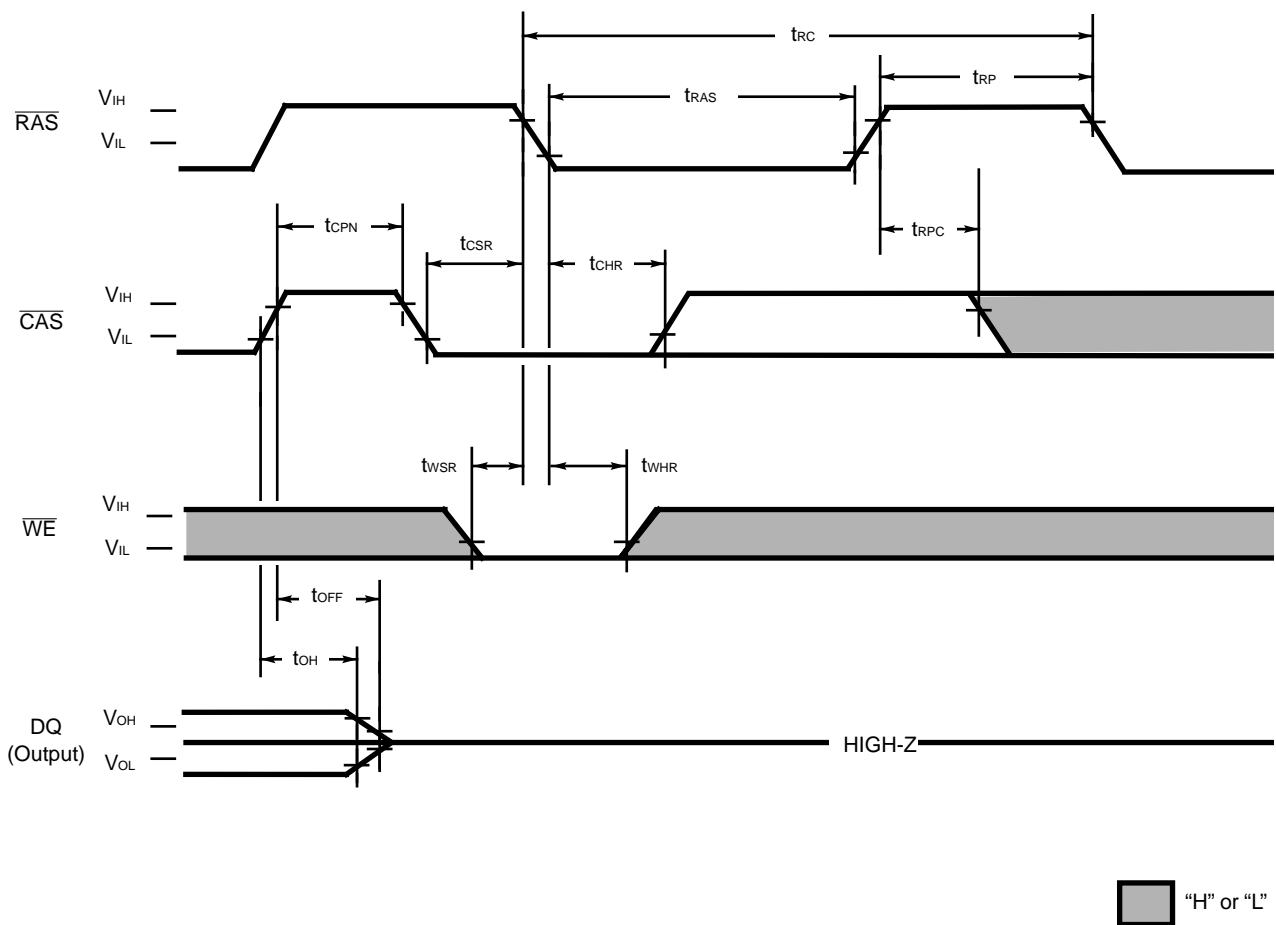 tRC
tRP
RAS
VIH
tRAS
VIL
tCPN
tCSR
tCHR
tRPC
CAS
VIH
VIL
tWSR
tWHR
WE
VIH
VIL
tOFF
tOH
DQ
(Output)
VOH
VOL
HIGH-Z
“H” or “L”